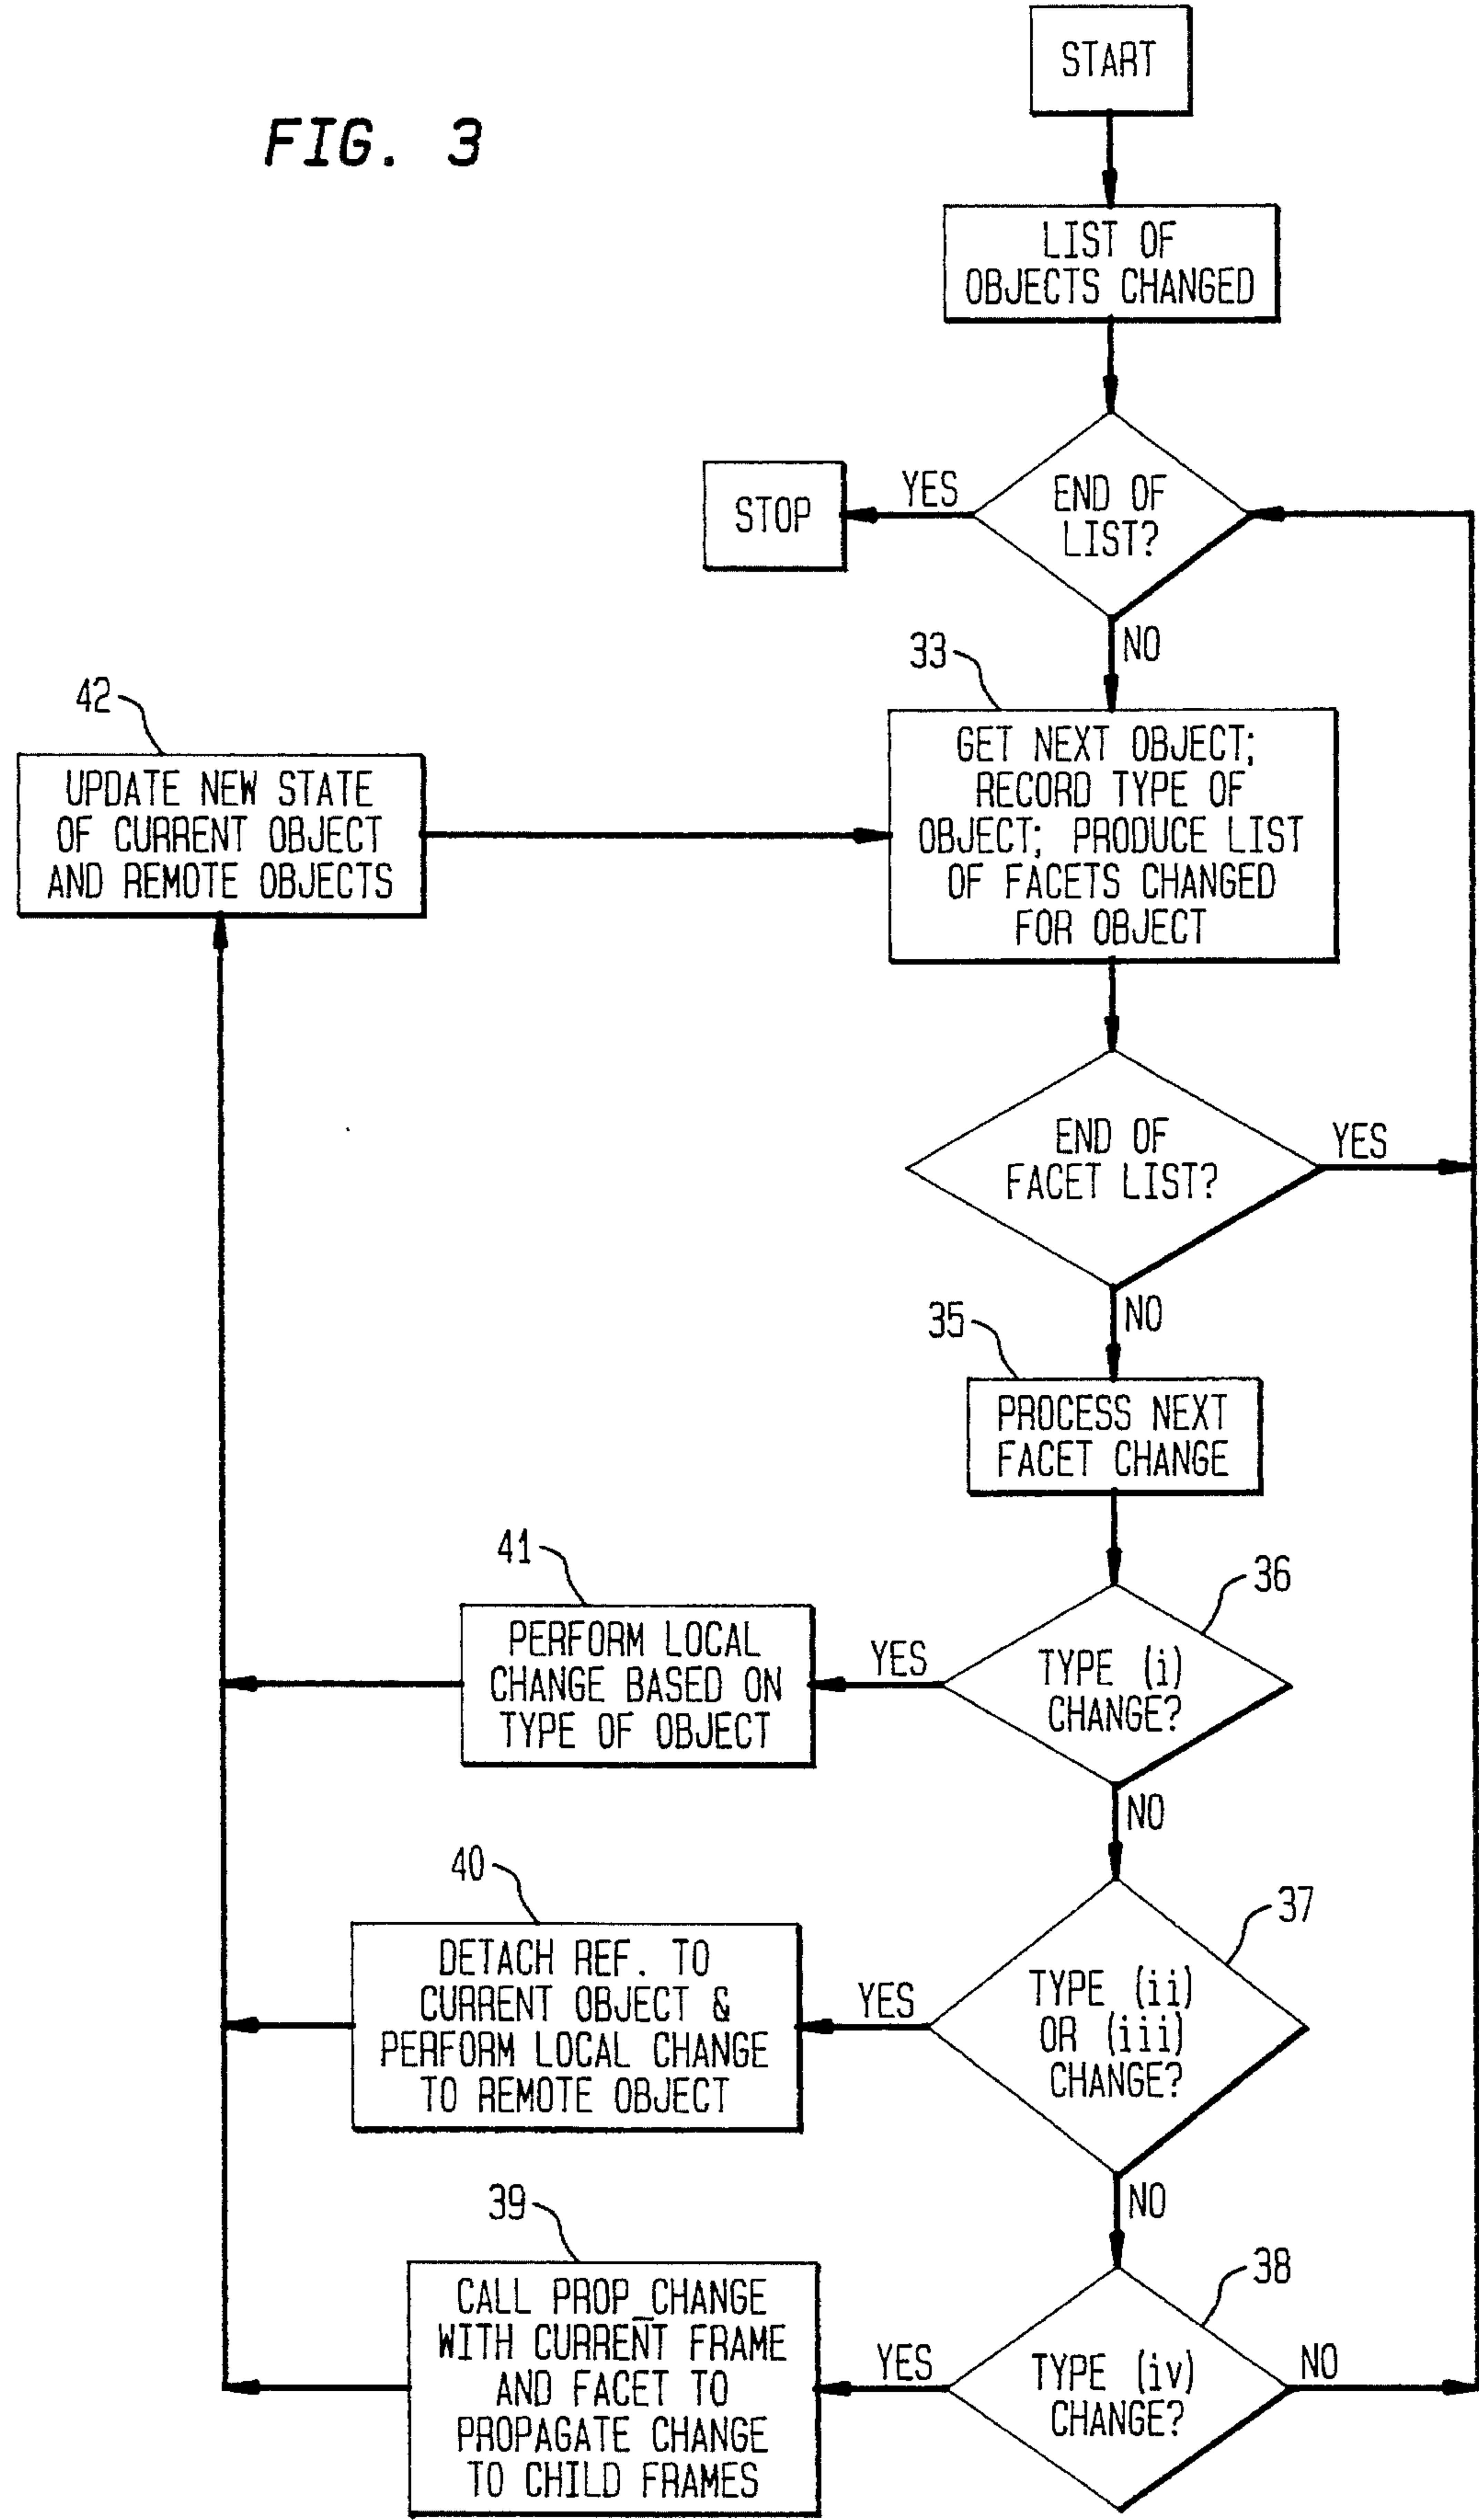 START
FIG. 3
LIST OF
OBJECTS CHANGED
END OF
LIST?
YES
STOP
NO
33
42
GET NEXT OBJECT;
RECORD TYPE OF
OBJECT; PRODUCE LIST
OF FACETS CHANGED
FOR OBJECT
UPDATE NEW STATE
OF CURRENT OBJECT
AND REMOTE OBJECTS
END OF
FACET LIST?
YES
NO
35
PROCESS NEXT
FACET CHANGE
36
TYPE (i)
CHANGE?
YES
41
PERFORM LOCAL
CHANGE BASED ON
TYPE OF OBJECT
NO
37
TYPE (ii)
OR (iii)
CHANGE?
YES
40
DETACH REF. TO
CURRENT OBJECT &
PERFORM LOCAL CHANGE
TO REMOTE OBJECT
NO
38
TYPE (iv)
CHANGE?
NO
YES
39
CALL PROP_CHANGE
WITH CURRENT FRAME
AND FACET TO
PROPAGATE CHANGE
TO CHILD FRAMES